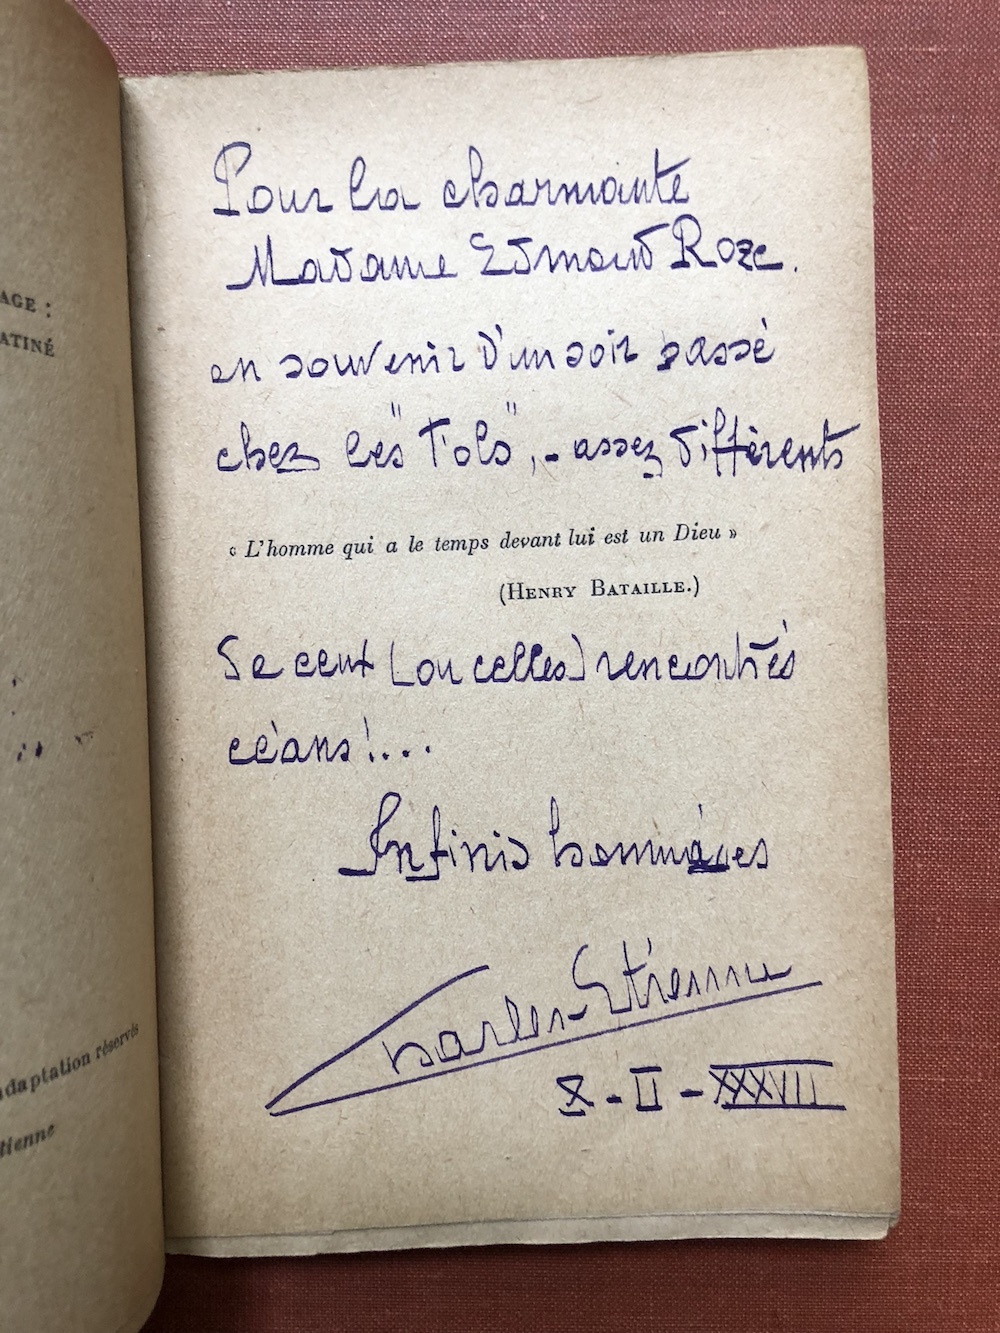 AGE :
ATINÉ
Pour la charmante
Madame Edmond Roze.
en souvenir d'un soir passé
chez les "Fols", - assez différents
« L'homme qui a le temps devant lui est un Dieu »
(HENRY BATAILLE.)
De ceux (ou celles) rencontrés
céans !...
Infinis hommages
Charles-Etienne
X-II-XXXVII
adaptation réservés
tienne